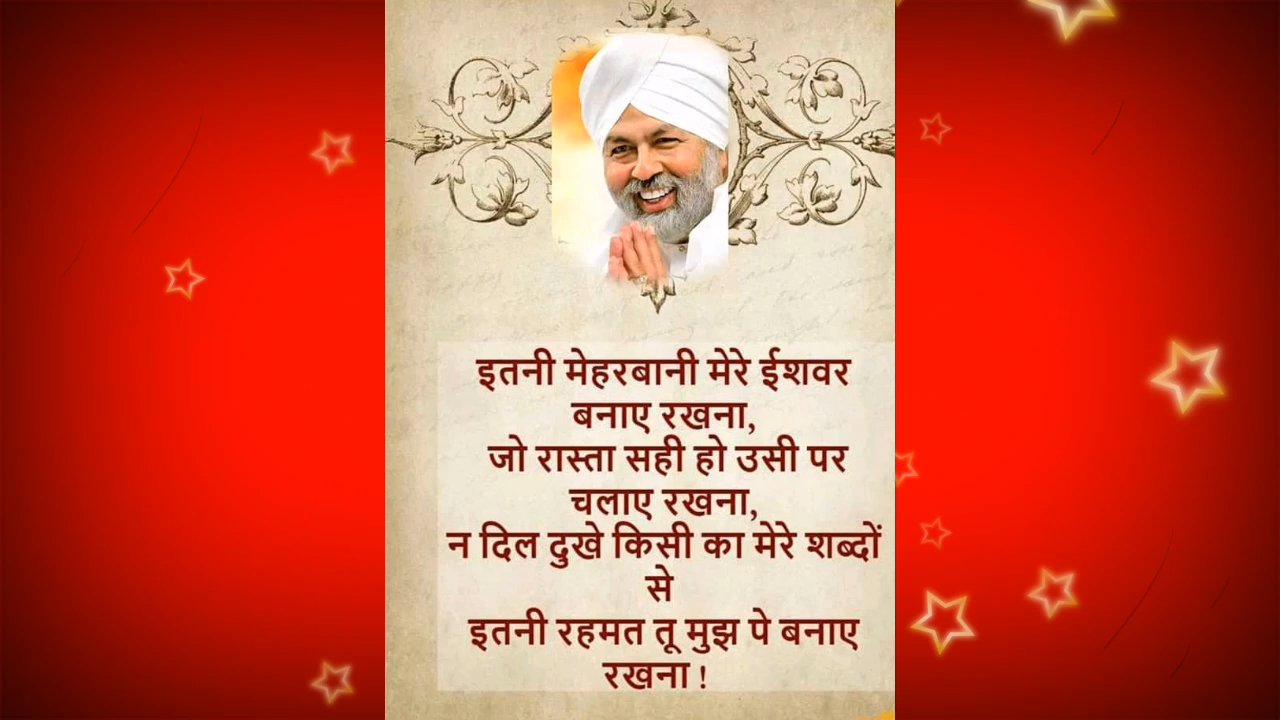 इतनी मेहरबानी मेरे ईशवर
बनाए रखना,
जो रास्ता सही हो उसी पर
चलाए रखना,
न दिल दुखे किसी का मेरे शब्दों
से
इतनी रहमत तू मुझ पे बनाए
रखना !